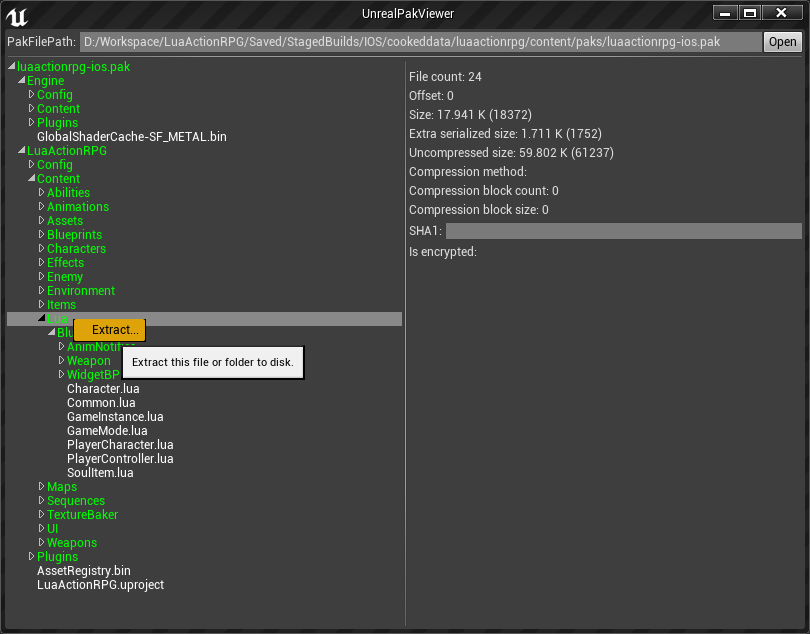 UnrealPakViewer
PakFilePath: D:/Workspace/LuaActionRPG/Saved/StagedBuilds/IOS/cookeddata/luaactionrpg/content/paks/luaactionrpg-ios.pak Open
luaactionrpg-ios.pak
Engine
Config
Content
Plugins
GlobalShaderCache-SF_METAL.bin
LuaActionRPG
Config
Content
Abilities
Animations
Assets
Blueprints
Characters
Effects
Enemy
Environment
Items
Extract...
Extract this file or folder to disk.
Weapon
WidgetBP
Character.lua
Common.lua
GameInstance.lua
GameMode.lua
PlayerCharacter.lua
PlayerController.lua
SoulItem.lua
Maps
Sequences
TextureBaker
UI
Weapons
Plugins
AssetRegistry.bin
LuaActionRPG.uproject
File count: 24
Offset: 0
Size: 17.941 K (18372)
Extra serialized size: 1.711 K (1752)
Uncompressed size: 59.802 K (61237)
Compression method:
Compression block count: 0
Compression block size: 0
SHA1:
Is encrypted: